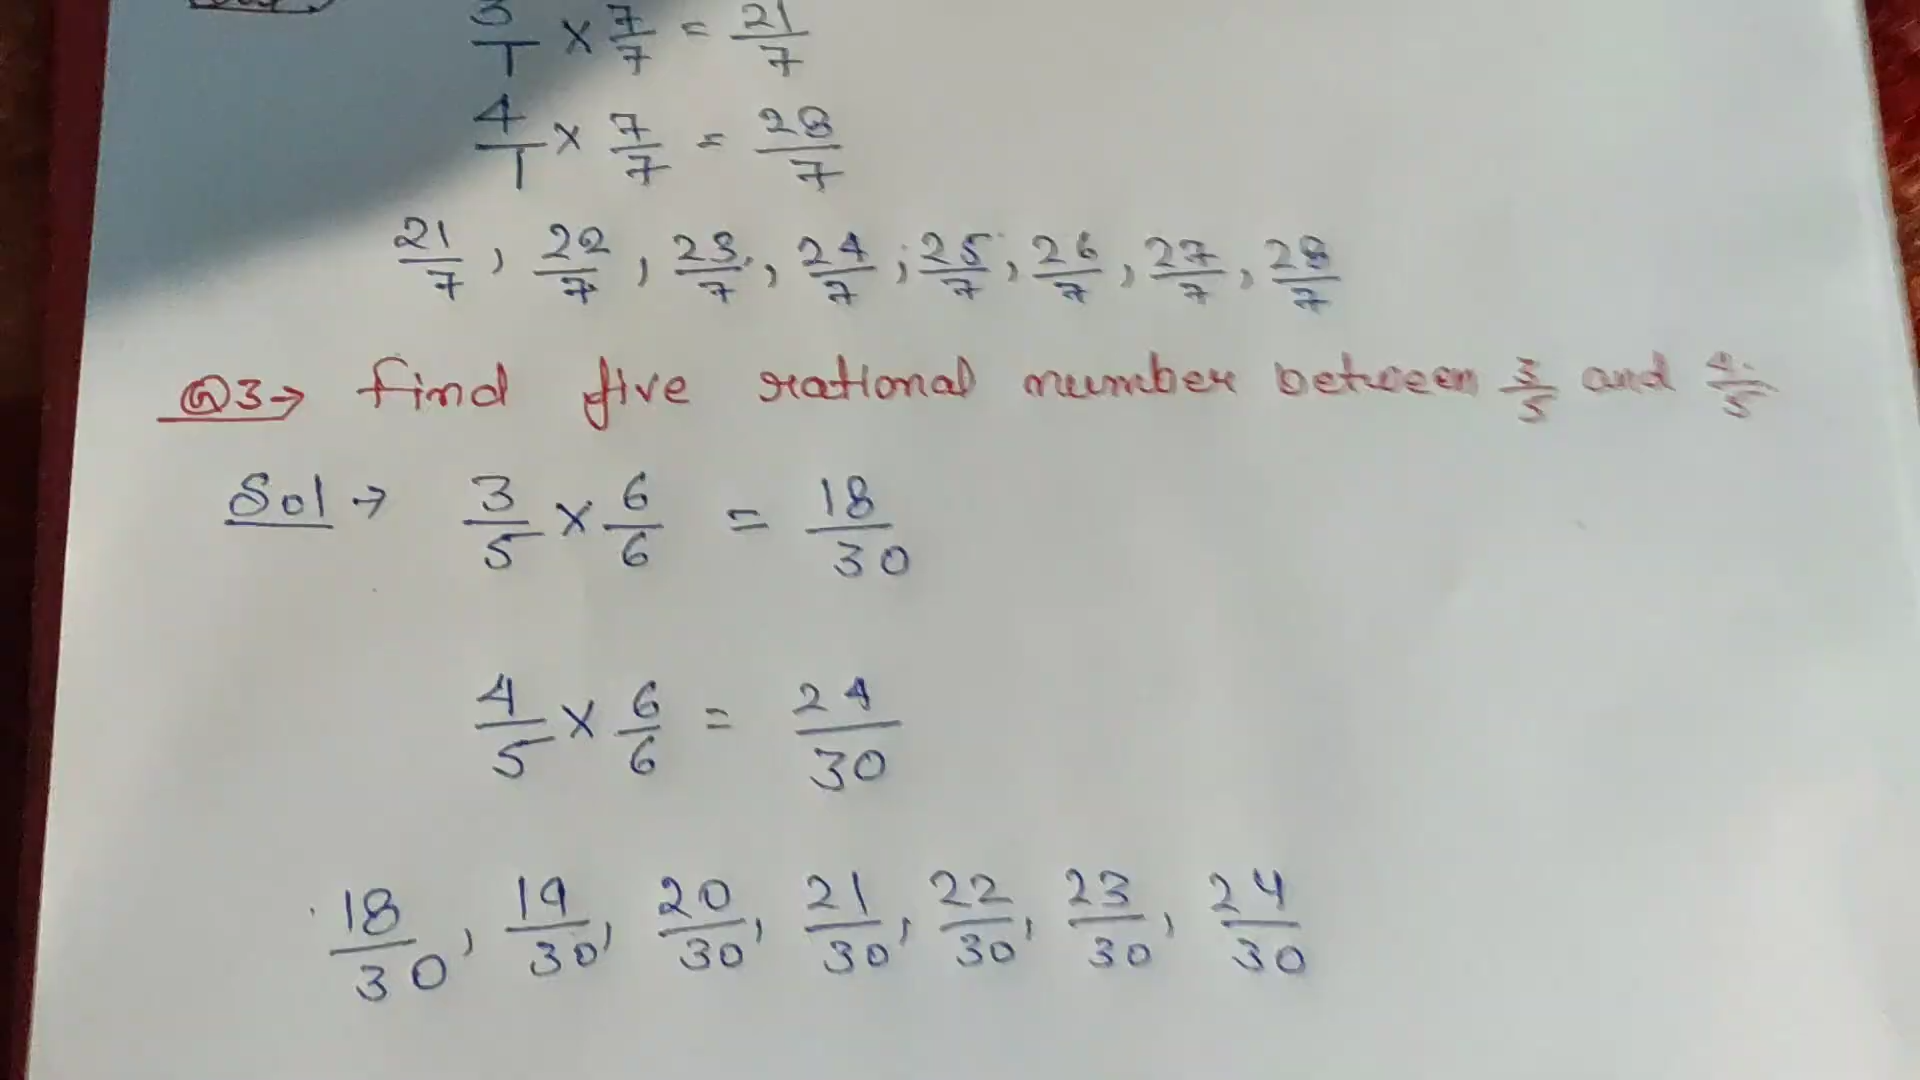 3/1 × 7/7 = 21/7
4/1 × 7/7 = 28/7
21/7, 22/7, 23/7, 24/7, 25/7, 26/7, 27/7, 28/7
Q3→ find five rational number between 3/5 and 4/5
Sol → 3/5 × 6/6 = 18/30
4/5 × 6/6 = 24/30
18/30, 19/30, 20/30, 21/30, 22/30, 23/30, 24/30